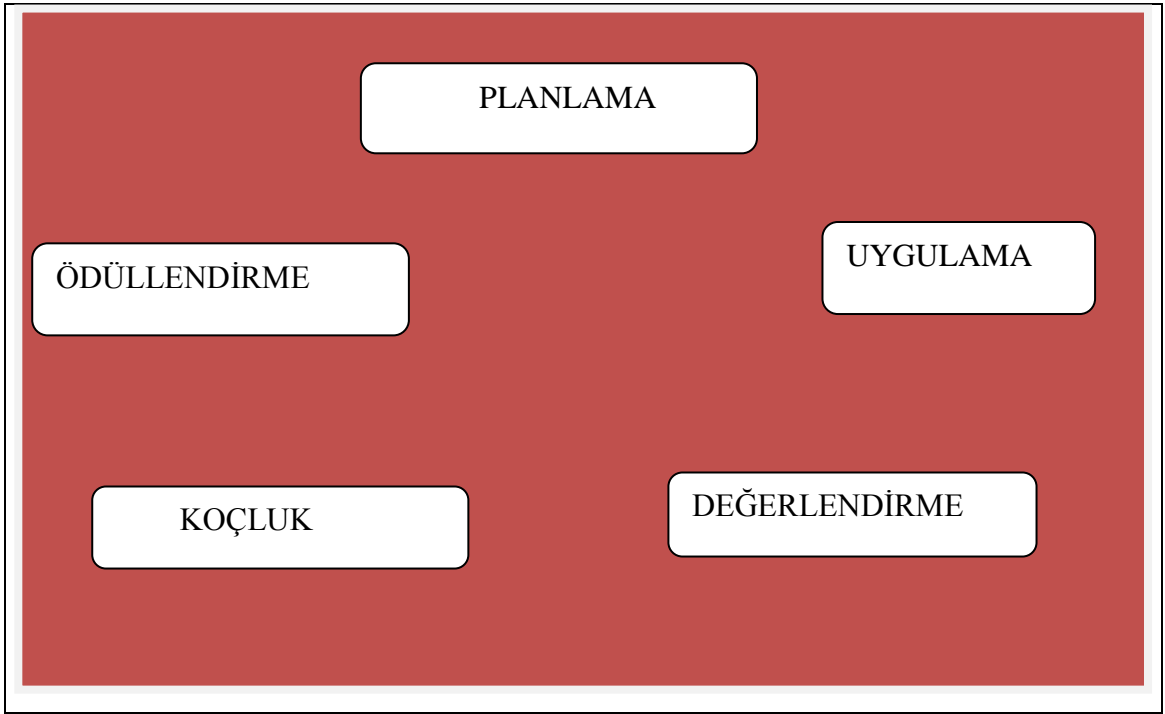 PLANLAMA
UYGULAMA
ÖDÜLLENDİRME
DEĞERLENDİRME
KOÇLUK